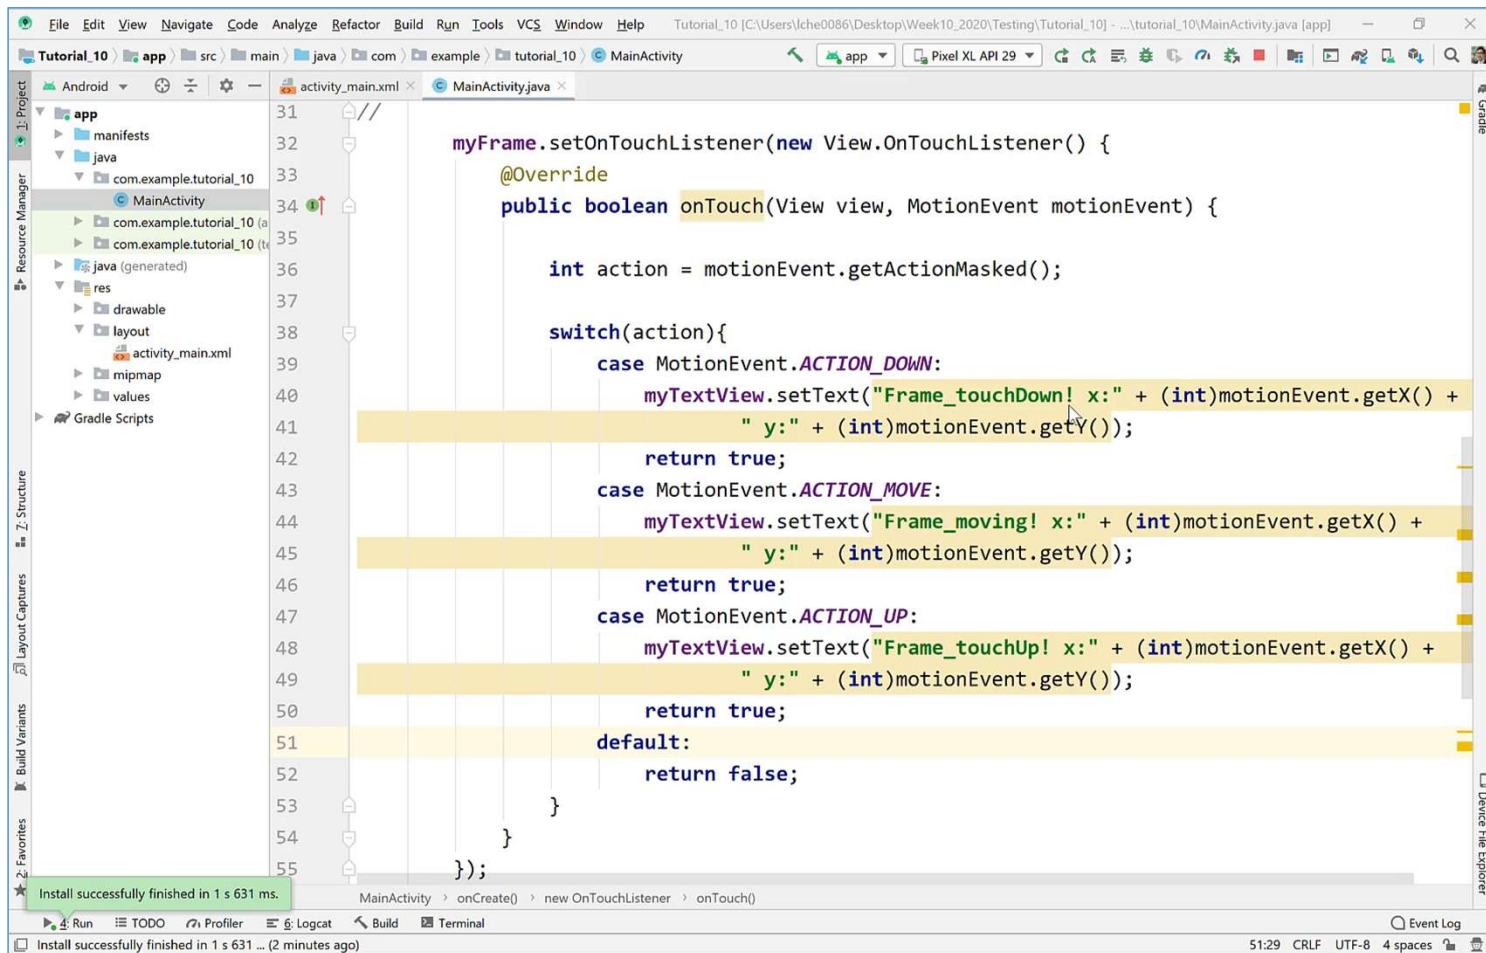 File Edit View Navigate Code Analyze Refactor Build Run Tools VCS Window Help Tutorial_10 [C:\Users\lche0086\Desktop\Week10_2020\Testing\Tutorial_10] - ...\tutorial_10\MainActivity.java [app]
Tutorial_10 app src main java com example tutorial_10 MainActivity app Pixel XL API 29
Android activity_main.xml MainActivity.java
1: Project
Resource Manager
Z: Structure
Layout Captures
Build Variants
2: Favorites
app
manifests
java
com.example.tutorial_10
MainActivity
com.example.tutorial_10 (a
com.example.tutorial_10 (te
java (generated)
res
drawable
layout
activity_main.xml
mipmap
values
Gradle Scripts
31 //
32 myFrame.setOnTouchListener(new View.OnTouchListener() {
33 @Override
34 public boolean onTouch(View view, MotionEvent motionEvent) {
35
36 int action = motionEvent.getActionMasked();
37
38 switch(action){
39 case MotionEvent.ACTION_DOWN:
40 myTextView.setText("Frame_touchDown! x:" + (int)motionEvent.getX() +
41 " y:" + (int)motionEvent.getY());
42 return true;
43 case MotionEvent.ACTION_MOVE:
44 myTextView.setText("Frame_moving! x:" + (int)motionEvent.getX() +
45 " y:" + (int)motionEvent.getY());
46 return true;
47 case MotionEvent.ACTION_UP:
48 myTextView.setText("Frame_touchUp! x:" + (int)motionEvent.getX() +
49 " y:" + (int)motionEvent.getY());
50 return true;
51 default:
52 return false;
53 }
54 }
55 });
Gradle
Device File Explorer
Install successfully finished in 1 s 631 ms.
MainActivity › onCreate() › new OnTouchListener › onTouch()
4: Run TODO Profiler 6: Logcat Build Terminal Event Log
Install successfully finished in 1 s 631 ... (2 minutes ago) 51:29 CRLF UTF-8 4 spaces